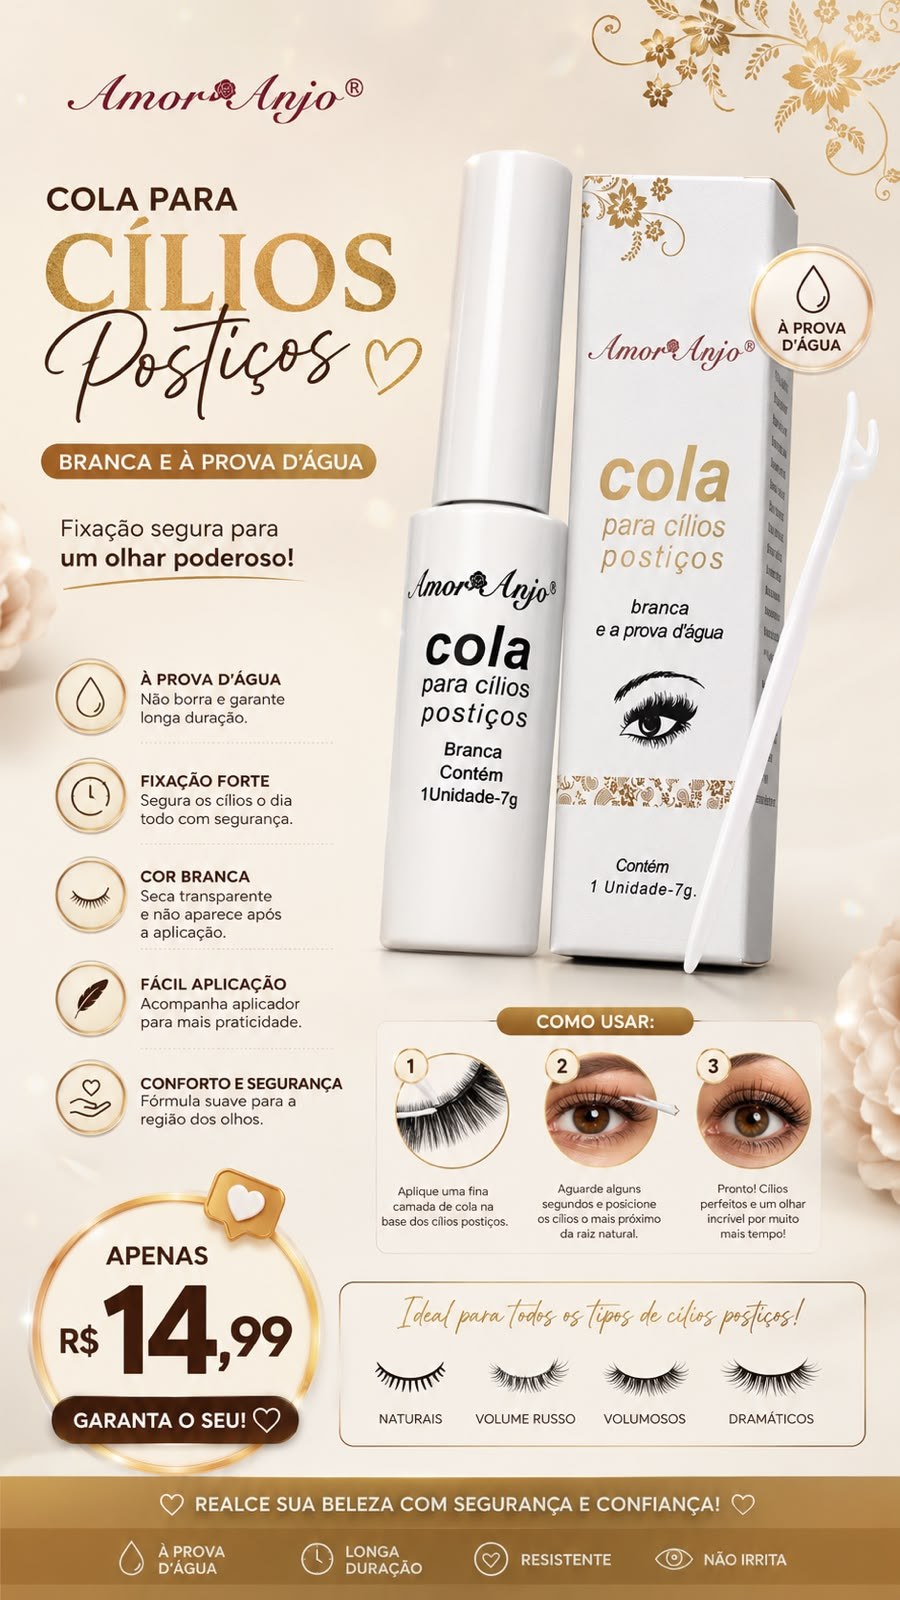 Amor Anjo®
COLA PARA
CÍLIOS
Postiços
BRANCA E À PROVA D'ÁGUA
Fixação segura para
um olhar poderoso!
À PROVA D'ÁGUA
Não borra e garante
longa duração.
FIXAÇÃO FORTE
Segura os cílios o dia
todo com segurança.
COR BRANCA
Seca transparente
e não aparece após
a aplicação.
FÁCIL APLICAÇÃO
Acompanha aplicador
para mais praticidade.
CONFORTO E SEGURANÇA
Fórmula suave para a
região dos olhos.
Amor Anjo®
cola
para cílios
postiços
Branca
Contém
1Unidade-7g
Amor Anjo®
cola
para cílios
postiços
branca
e a prova d'água
Contém
1 Unidade-7g.
À PROVA
D'ÁGUA
COMO USAR:
1
Aplique uma fina
camada de cola na
base dos cílios postiços.
2
Aguarde alguns
segundos e posicione
os cílios o mais próximo
da raiz natural.
3
Pronto! Cílios
perfeitos e um olhar
incrível por muito
mais tempo!
APENAS
R$ 14,99
GARANTA O SEU!
Ideal para todos os tipos de cílios postiços!
NATURAIS
VOLUME RUSSO
VOLUMOSOS
DRAMÁTICOS
REALCE SUA BELEZA COM SEGURANÇA E CONFIANÇA!
À PROVA
D'ÁGUA
LONGA
DURAÇÃO
RESISTENTE
NÃO IRRITA